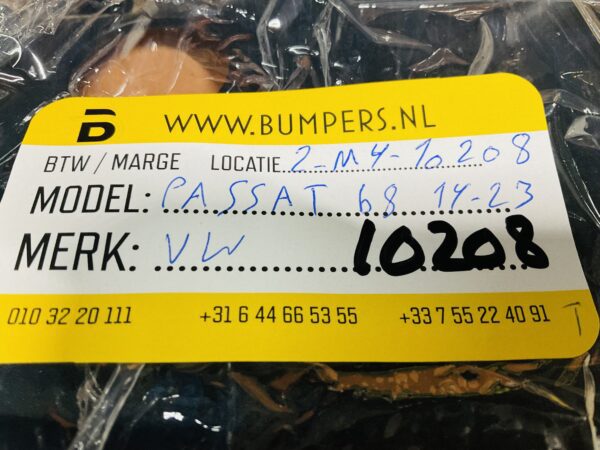 B WWW.BUMPERS.NL
BTW / MARGE LOCATIE 2-M4-10208
MODEL: PASSAT B8 14-23
MERK: VW 10208
010 32 20 111 +31 6 44 66 53 55 +33 7 55 22 40 91 T